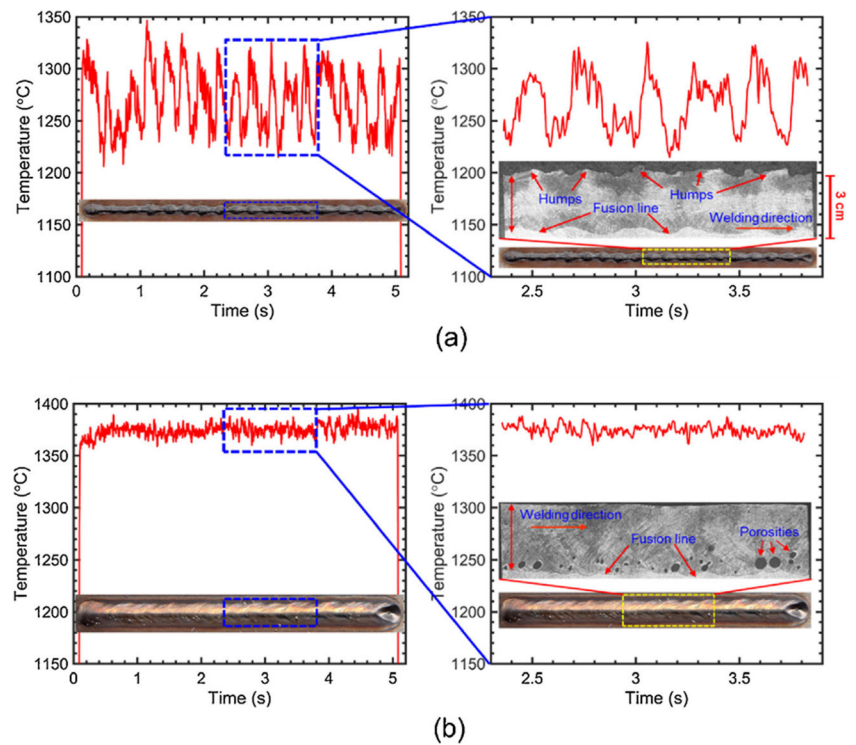 1350
1300
1250
1200
1150
1100
Temperature (°C)
0 1 2 3 4 5
Time (s)
1350
1300
1250
1200
1150
1100
Temperature (°C)
Humps
Humps
Fusion line
Welding direction
3 cm
2.5 3 3.5
Time (s)
(a)
1400
1350
1300
1250
1200
1150
Temperature (°C)
0 1 2 3 4 5
Time (s)
1400
1350
1300
1250
1200
1150
Temperature (°C)
Welding direction
Fusion line
Porosities
2.5 3 3.5
Time (s)
(b)